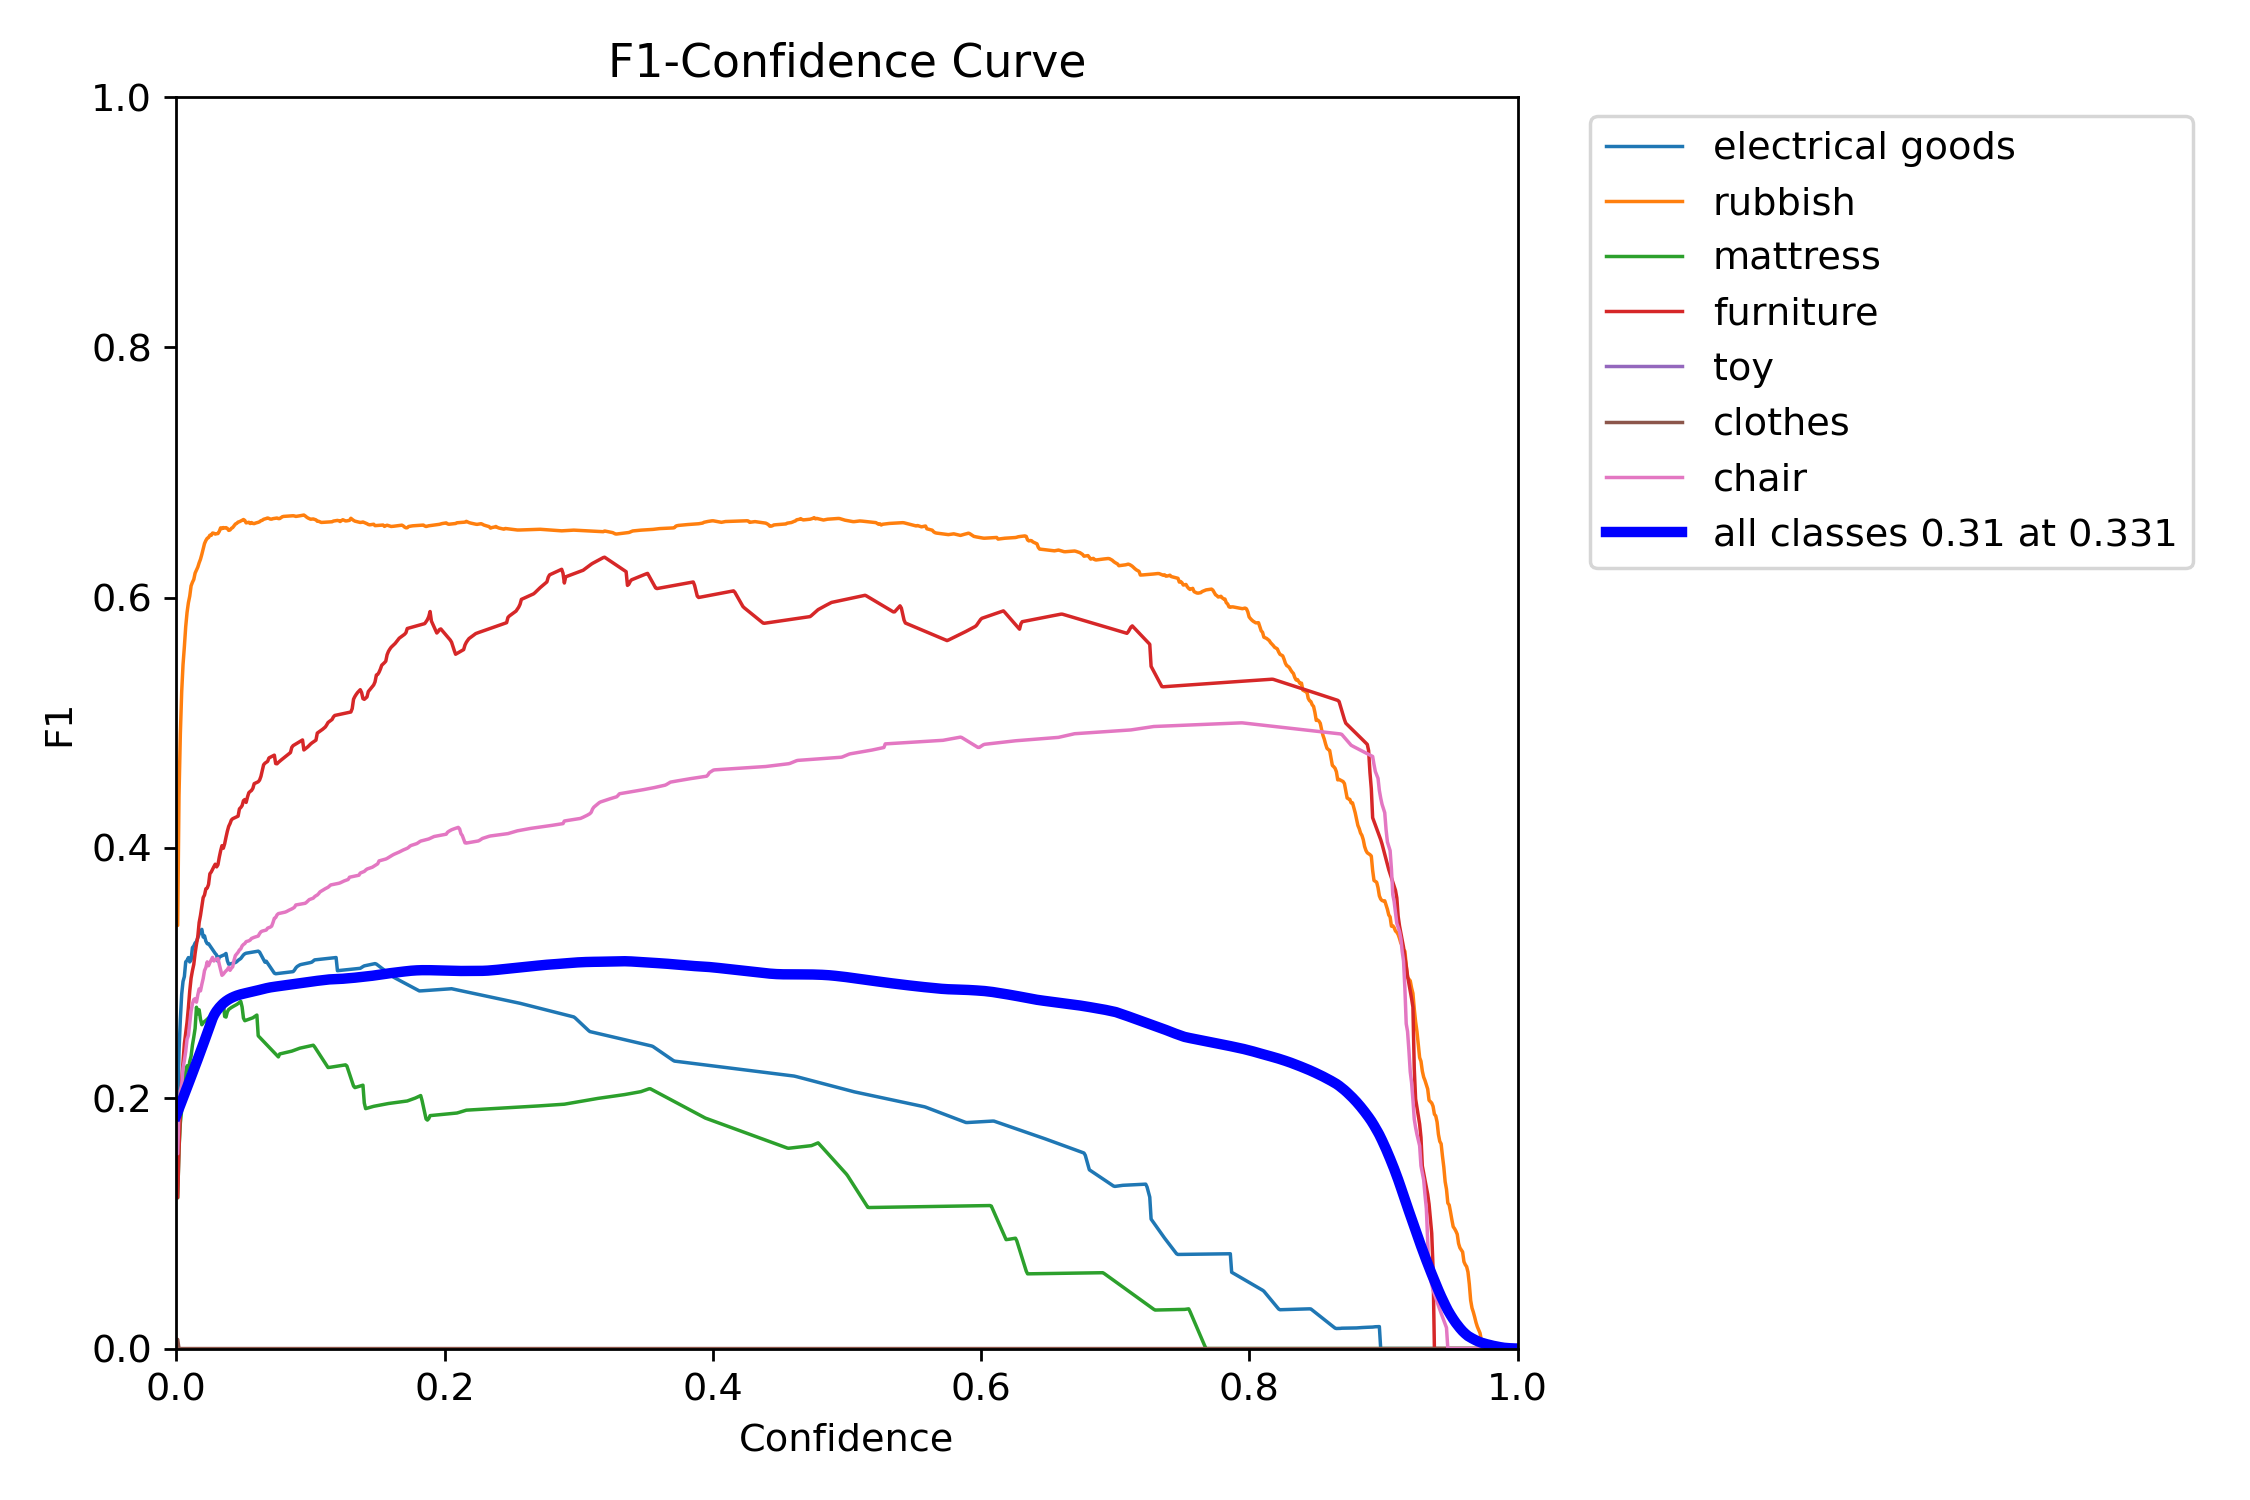 F1-Confidence Curve
1.0
0.8
0.6
0.4
0.2
0.0
F1
0.0 0.2 0.4 0.6 0.8 1.0
Confidence
electrical goods
rubbish
mattress
furniture
toy
clothes
chair
all classes 0.31 at 0.331